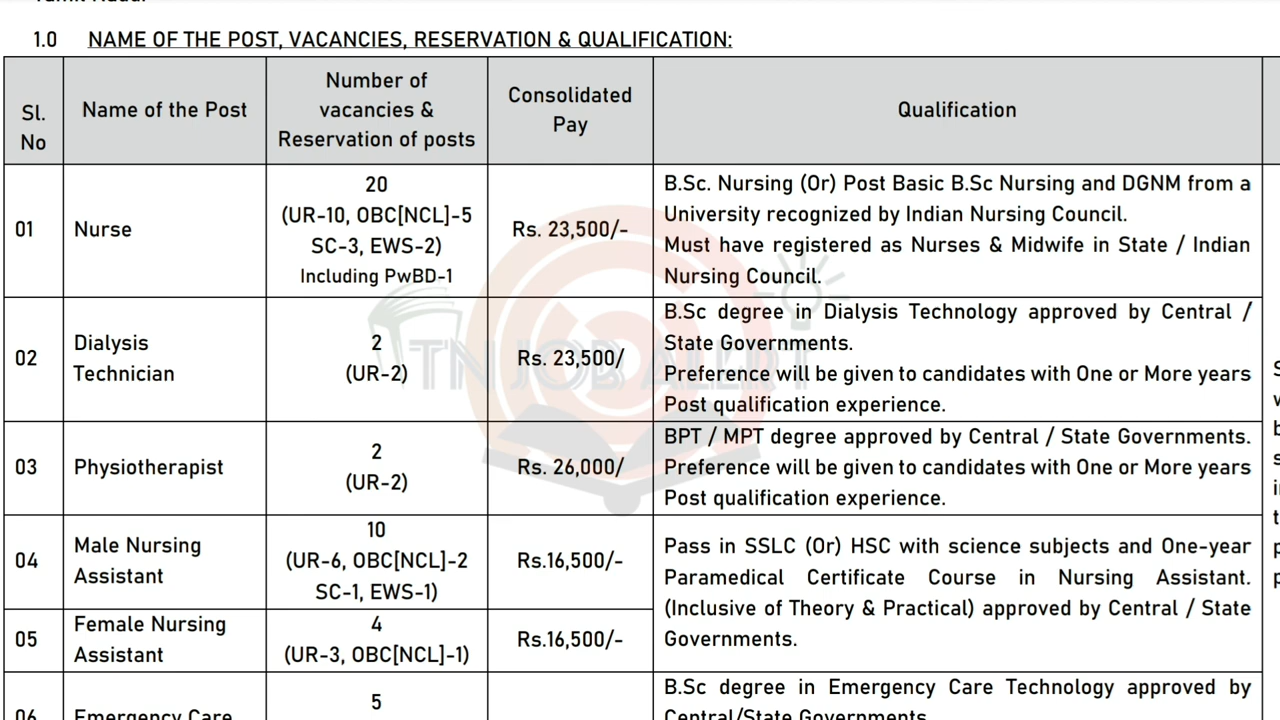 1.0 NAME OF THE POST, VACANCIES, RESERVATION & QUALIFICATION:
Sl.
No
Name of the Post
Number of
vacancies &
Reservation of posts
Consolidated
Pay
Qualification
01
Nurse
20
(UR-10, OBC[NCL]-5
SC-3, EWS-2)
Including PwBD-1
Rs. 23,500/-
B.Sc. Nursing (Or) Post Basic B.Sc Nursing and DGNM from a
University recognized by Indian Nursing Council.
Must have registered as Nurses & Midwife in State / Indian
Nursing Council.
02
Dialysis
Technician
2
(UR-2)
Rs. 23,500/
B.Sc degree in Dialysis Technology approved by Central /
State Governments.
Preference will be given to candidates with One or More years
Post qualification experience.
03
Physiotherapist
2
(UR-2)
Rs. 26,000/
BPT / MPT degree approved by Central / State Governments.
Preference will be given to candidates with One or More years
Post qualification experience.
04
Male Nursing
Assistant
10
(UR-6, OBC[NCL]-2
SC-1, EWS-1)
Rs.16,500/-
Pass in SSLC (Or) HSC with science subjects and One-year
Paramedical Certificate Course in Nursing Assistant.
(Inclusive of Theory & Practical) approved by Central / State
Governments.
05
Female Nursing
Assistant
4
(UR-3, OBC[NCL]-1)
Rs.16,500/-
06
Emergency Care
5
B.Sc degree in Emergency Care Technology approved by
Central/State Governments.
TN JOB ALERT